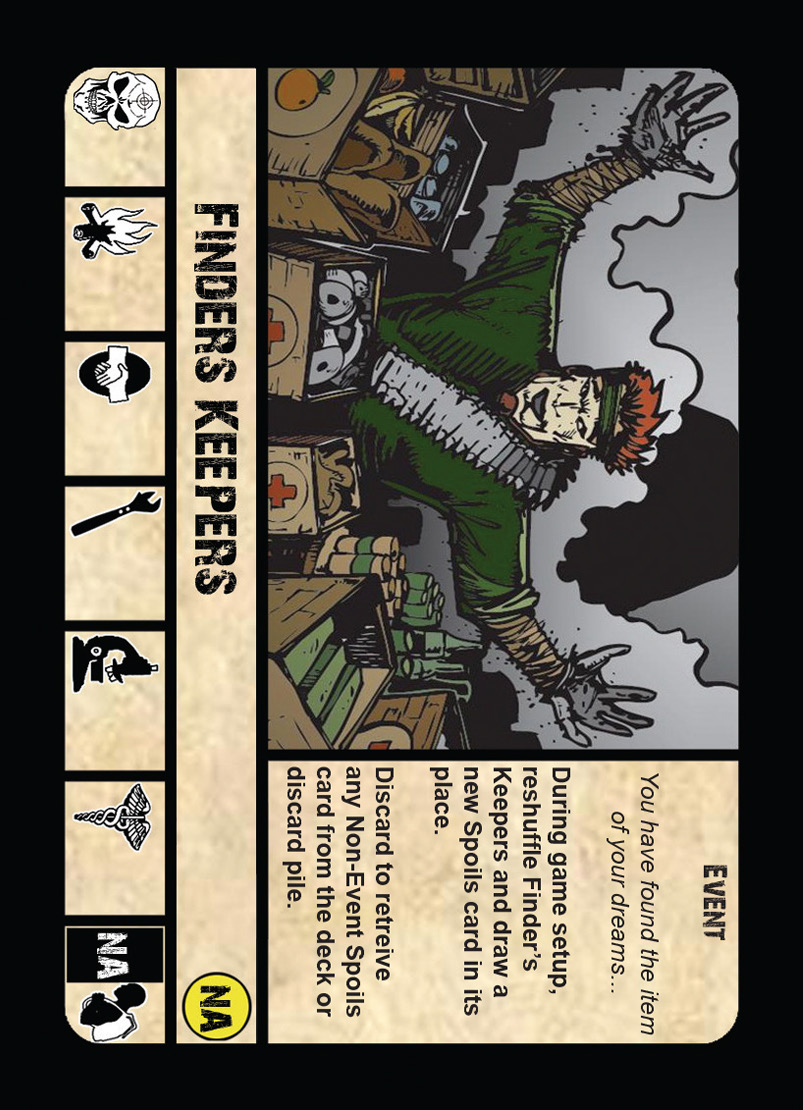 FINDERS KEEPERS
NA
NA
EVENT
You have found the item
of your dreams...
During game setup,
reshuffle Finder's
Keepers and draw a
new Spoils card in its
place.
Discard to retreive
any Non-Event Spoils
card from the deck or
discard pile.